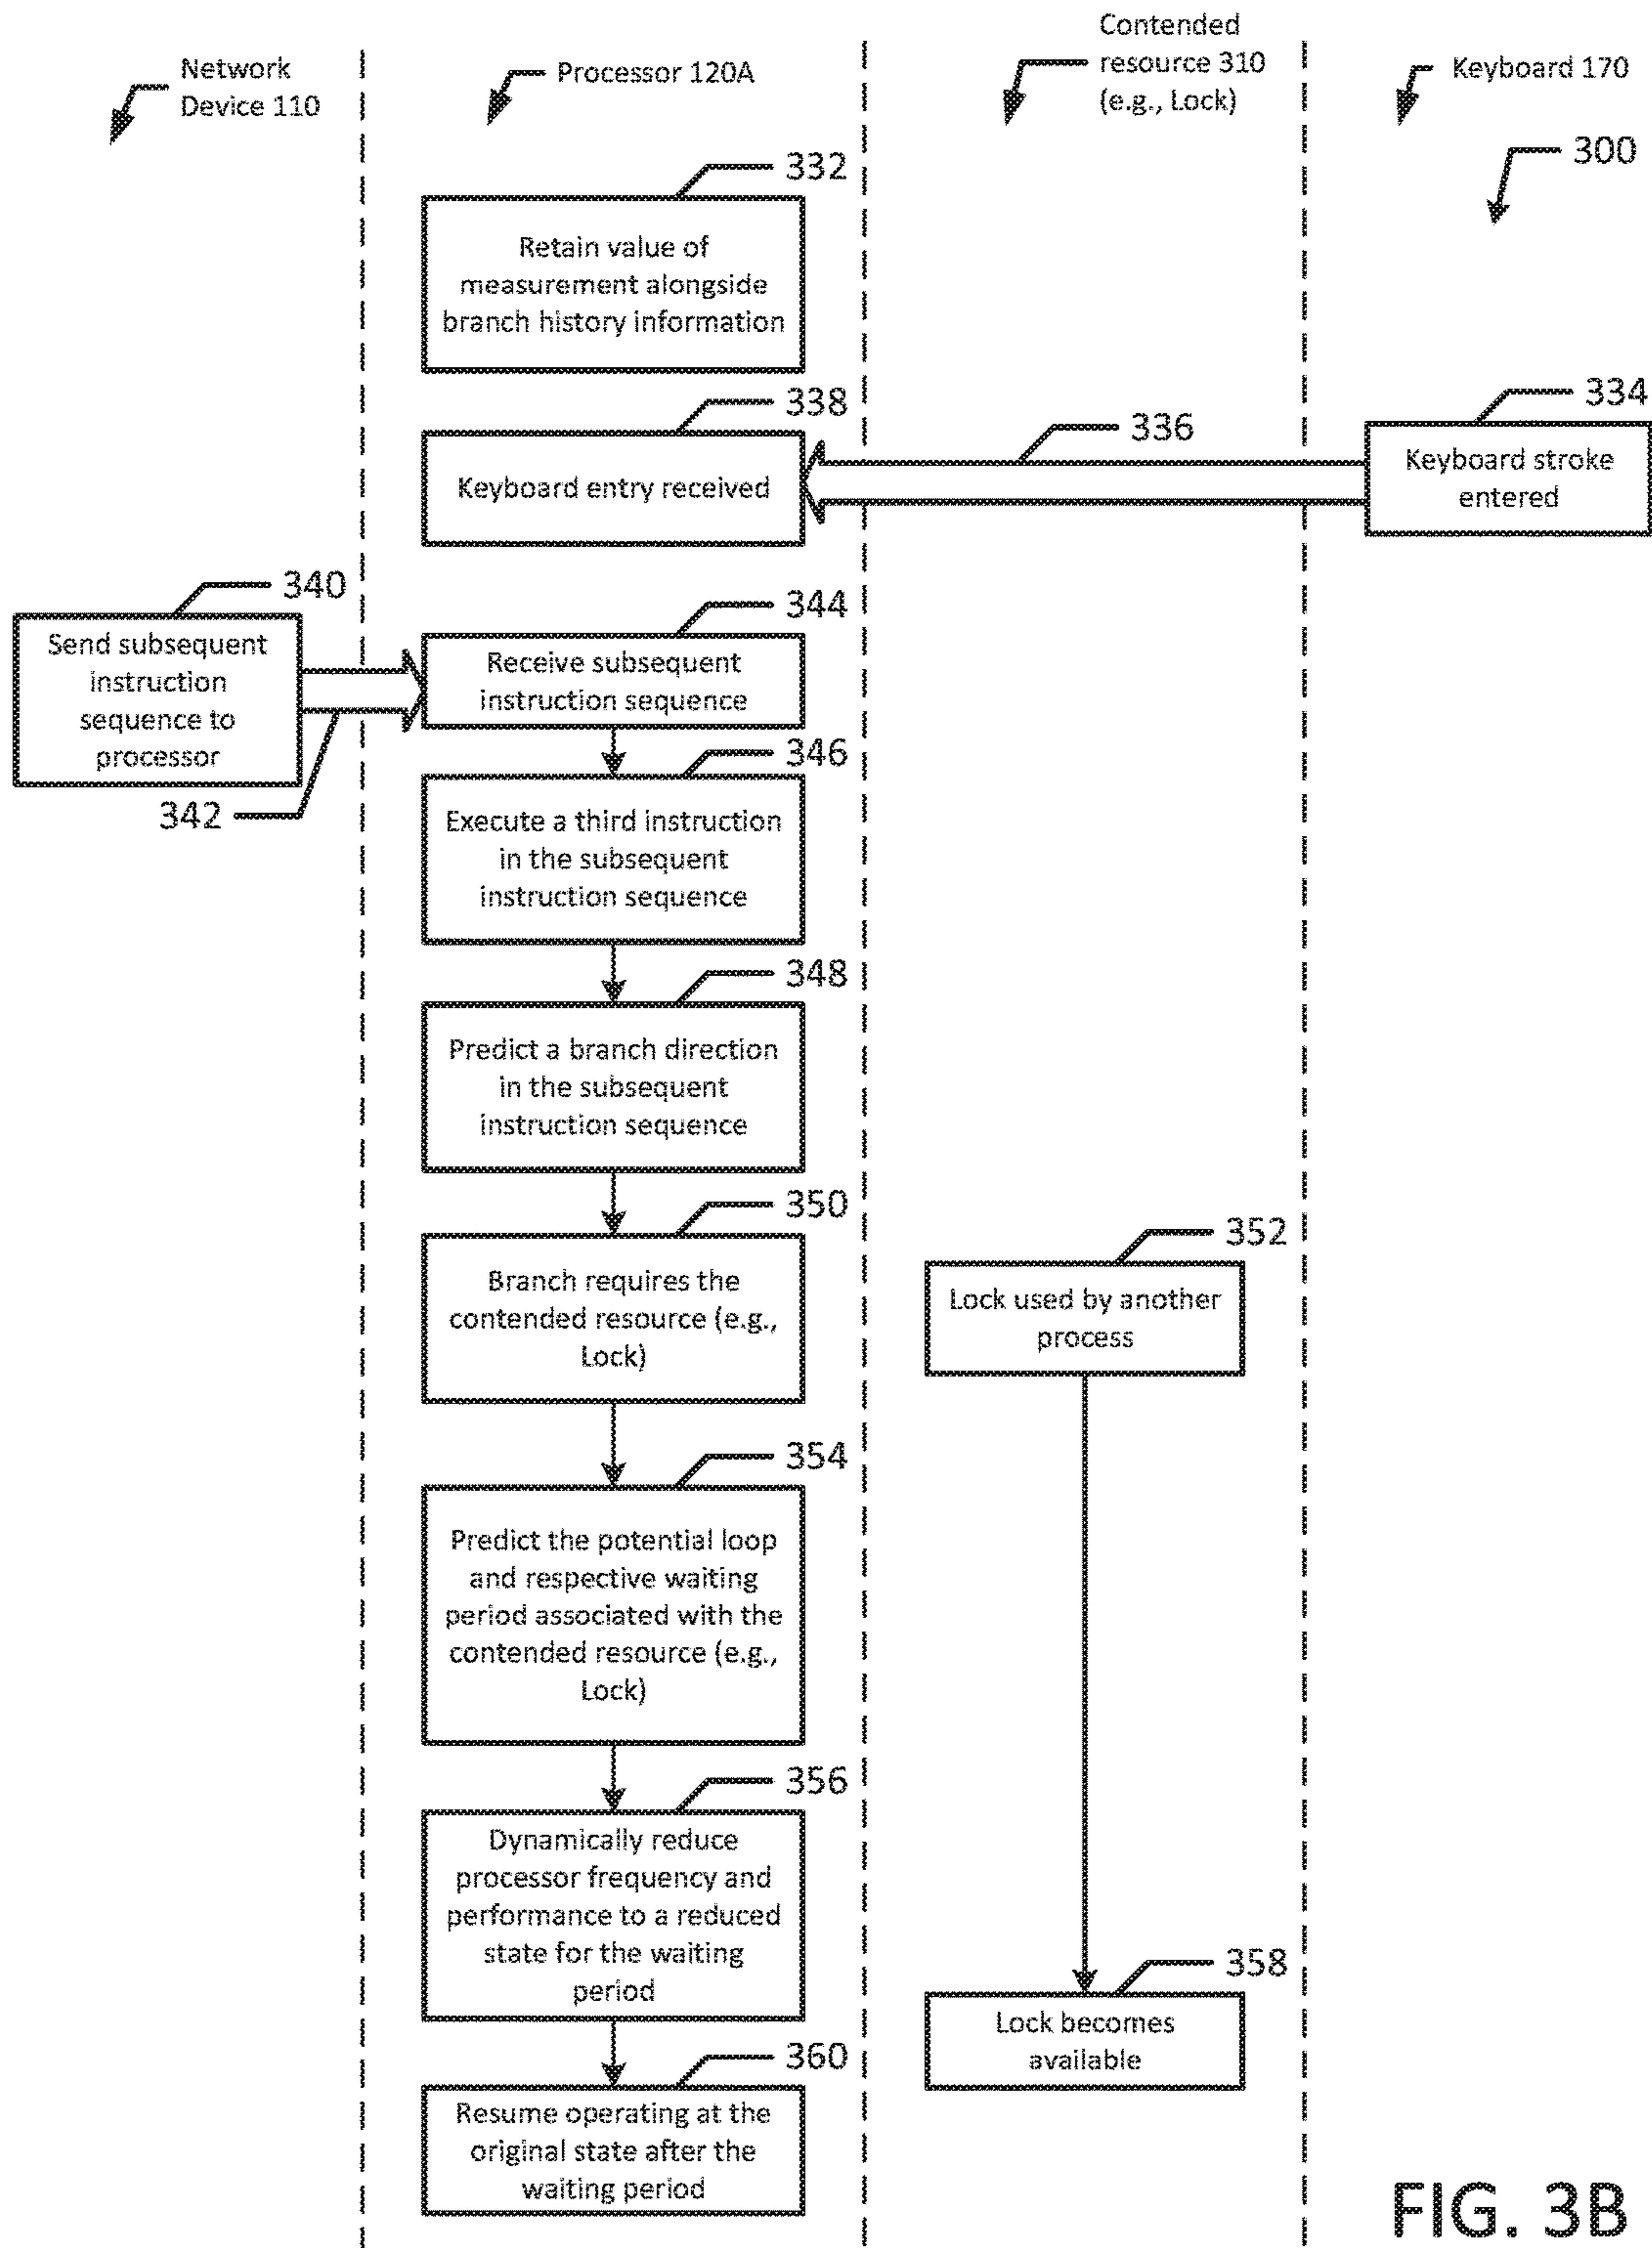 Network
Device 110
Processor 120A
Contended
resource 310
(e.g., Lock)
Keyboard 170
300
332
Retain value of
measurement alongside
branch history information
334
Keyboard stroke
entered
336
338
Keyboard entry received
340
Send subsequent
instruction
sequence to
processor
342
344
Receive subsequent
instruction sequence
346
Execute a third instruction
in the subsequent
instruction sequence
348
Predict a branch direction
in the subsequent
instruction sequence
350
Branch requires the
contended resource (e.g.,
Lock)
352
Lock used by another
process
354
Predict the potential loop
and respective waiting
period associated with the
contended resource (e.g.,
Lock)
356
Dynamically reduce
processor frequency and
performance to a reduced
state for the waiting
period
358
Lock becomes
available
360
Resume operating at the
original state after the
waiting period
FIG. 3B